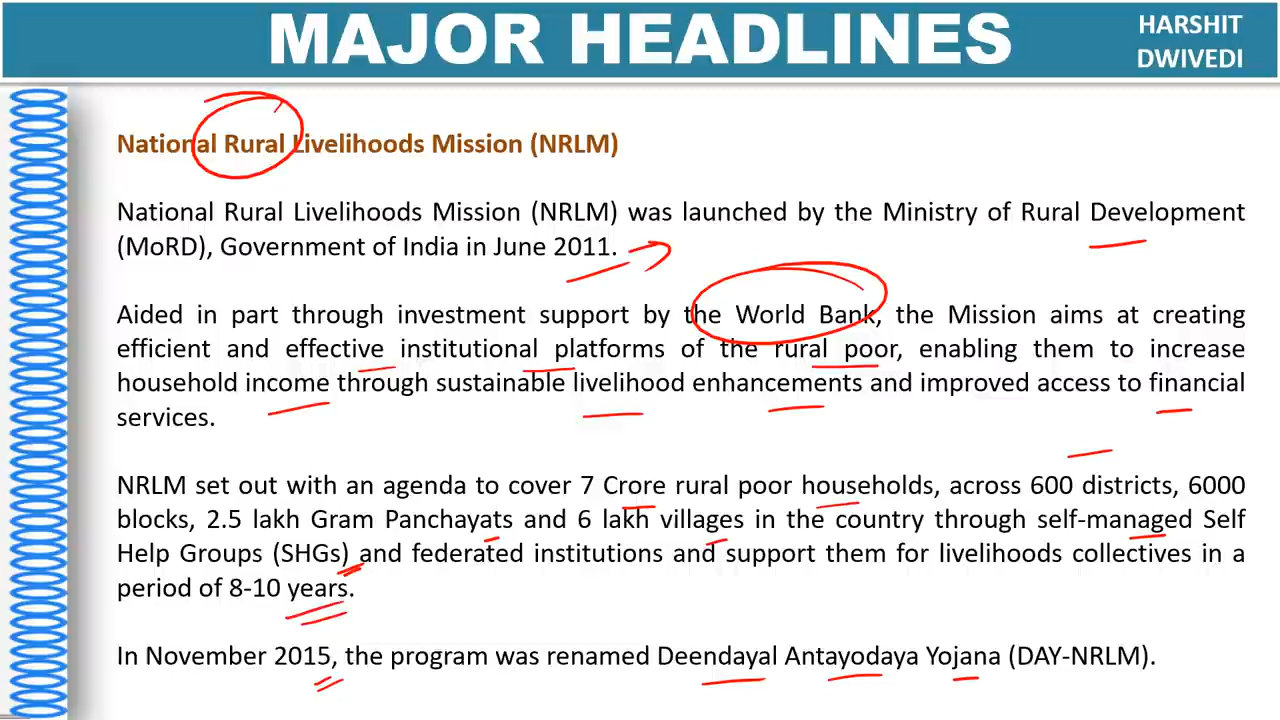 MAJOR HEADLINES
HARSHIT
DWIVEDI
National Rural Livelihoods Mission (NRLM)
National Rural Livelihoods Mission (NRLM) was launched by the Ministry of Rural Development
(MoRD), Government of India in June 2011.
Aided in part through investment support by the World Bank, the Mission aims at creating
efficient and effective institutional platforms of the rural poor, enabling them to increase
household income through sustainable livelihood enhancements and improved access to financial
services.
NRLM set out with an agenda to cover 7 Crore rural poor households, across 600 districts, 6000
blocks, 2.5 lakh Gram Panchayats and 6 lakh villages in the country through self-managed Self
Help Groups (SHGs) and federated institutions and support them for livelihoods collectives in a
period of 8-10 years.
In November 2015, the program was renamed Deendayal Antayodaya Yojana (DAY-NRLM).